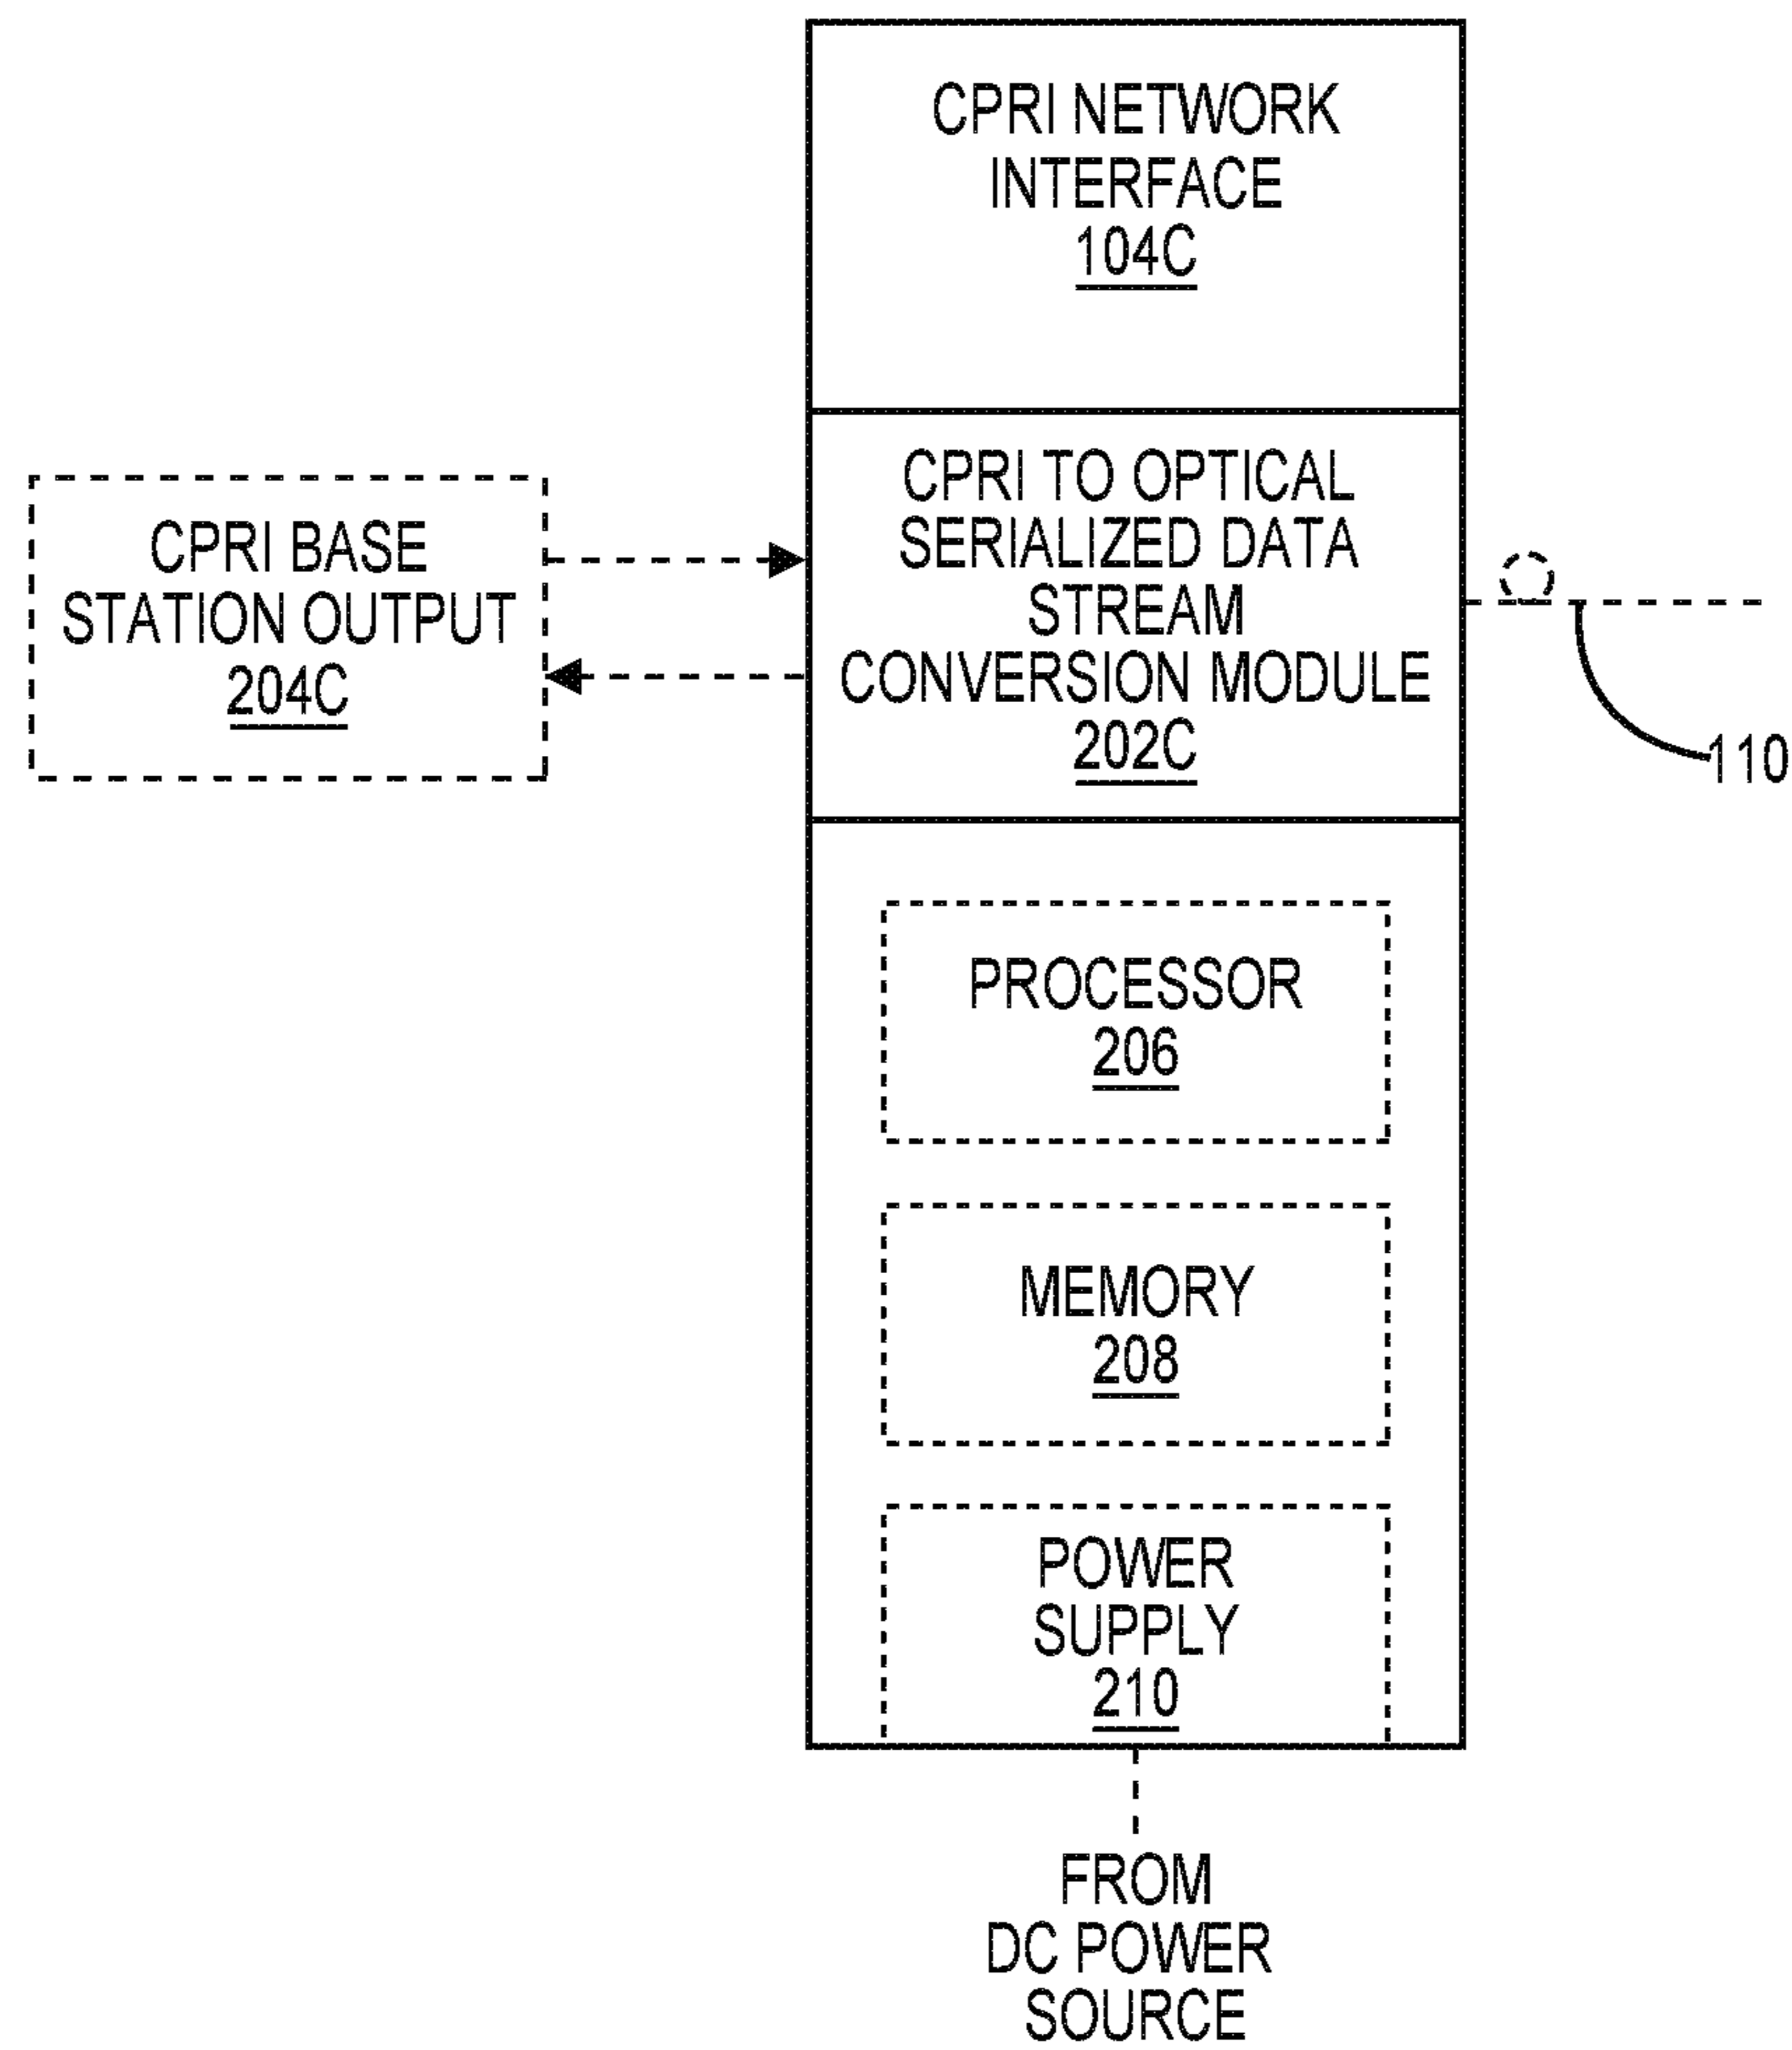 CPRI NETWORK
INTERFACE
104C
CPRI TO OPTICAL
SERIALIZED DATA
STREAM
CONVERSION MODULE
202C
CPRI BASE
STATION OUTPUT
204C
110
PROCESSOR
206
MEMORY
208
POWER
SUPPLY
210
FROM
DC POWER
SOURCE